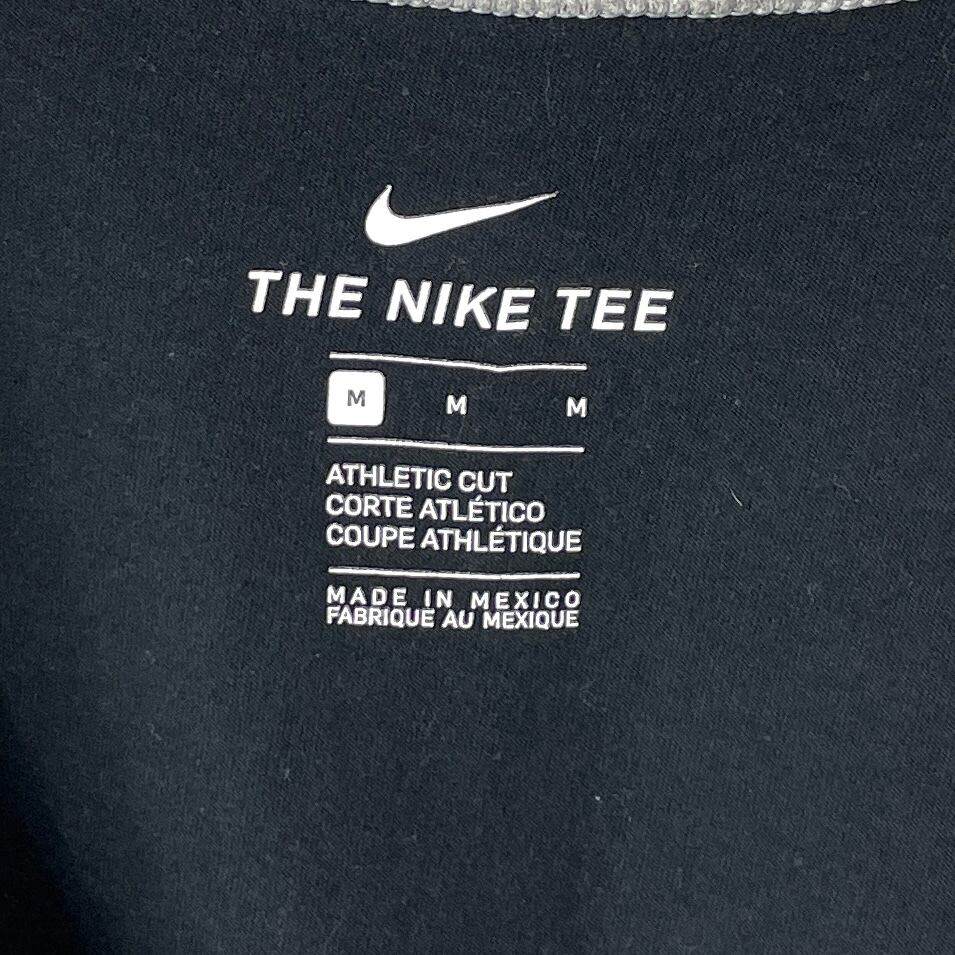 THE NIKE TEE
M M M
ATHLETIC CUT
CORTE ATLÉTICO
COUPE ATHLÉTIQUE
MADE IN MEXICO
FABRIQUE AU MEXIQUE